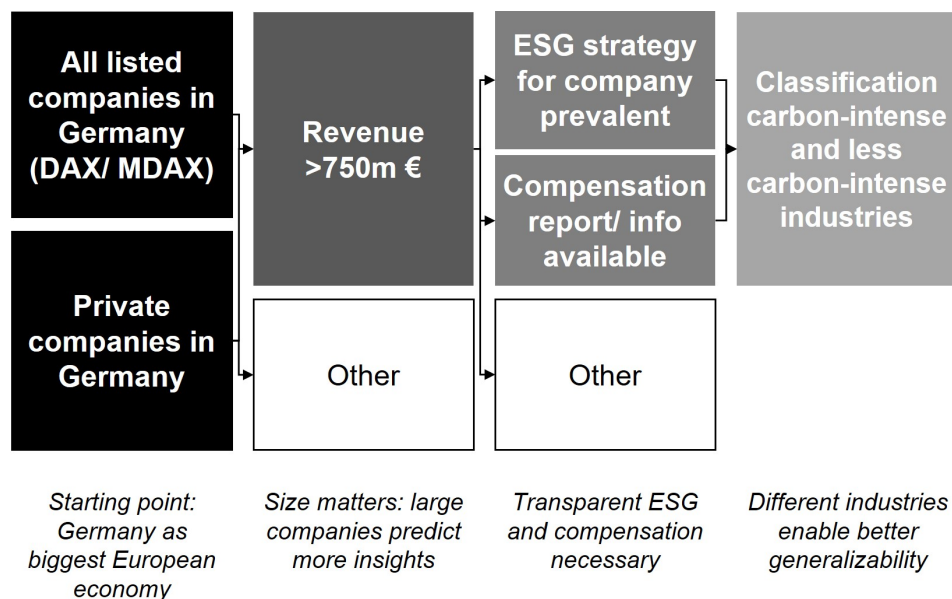 All listed
companies in
Germany
(DAX/ MDAX)
Private
companies in
Germany
Revenue
>750m €
Other
ESG strategy
for company
prevalent
Compensation
report/ info
available
Other
Classification
carbon-intense
and less
carbon-intense
industries
Starting point:
Germany as
biggest European
economy
Size matters: large
companies predict
more insights
Transparent ESG
and compensation
necessary
Different industries
enable better
generalizability